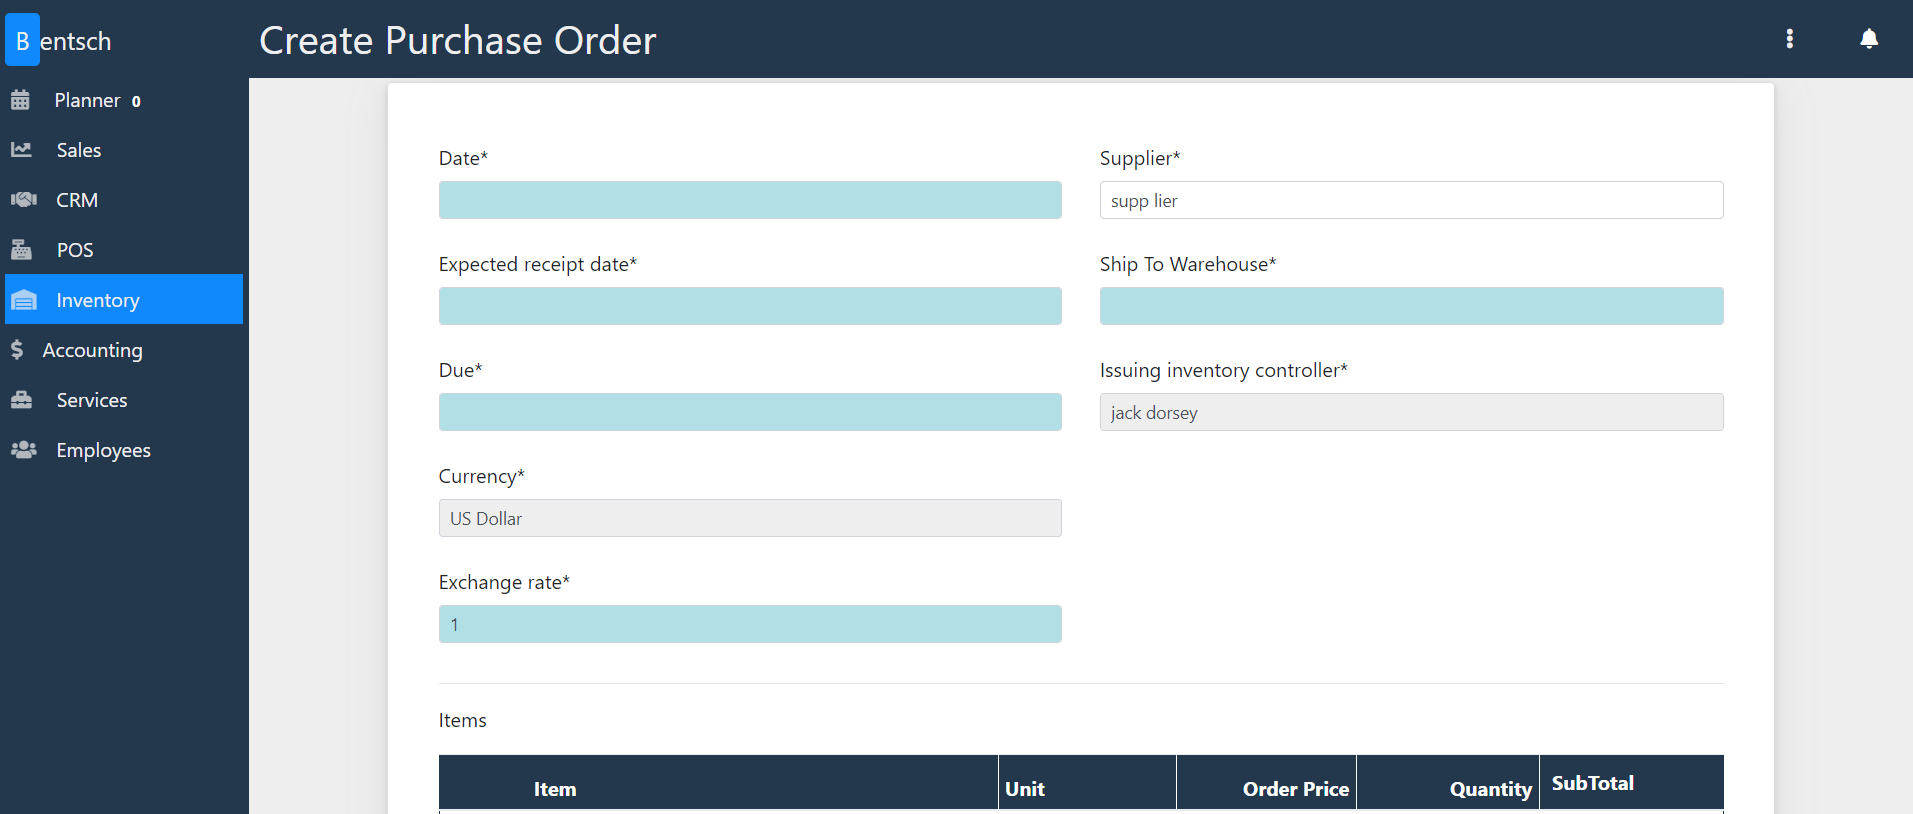 Bentsch
Create Purchase Order
Planner 0
Sales
CRM
POS
Inventory
Accounting
Services
Employees
Date*
Supplier*
supp lier
Expected receipt date*
Ship To Warehouse*
Due*
Issuing inventory controller*
jack dorsey
Currency*
US Dollar
Exchange rate*
1
Items
Item Unit Order Price Quantity SubTotal